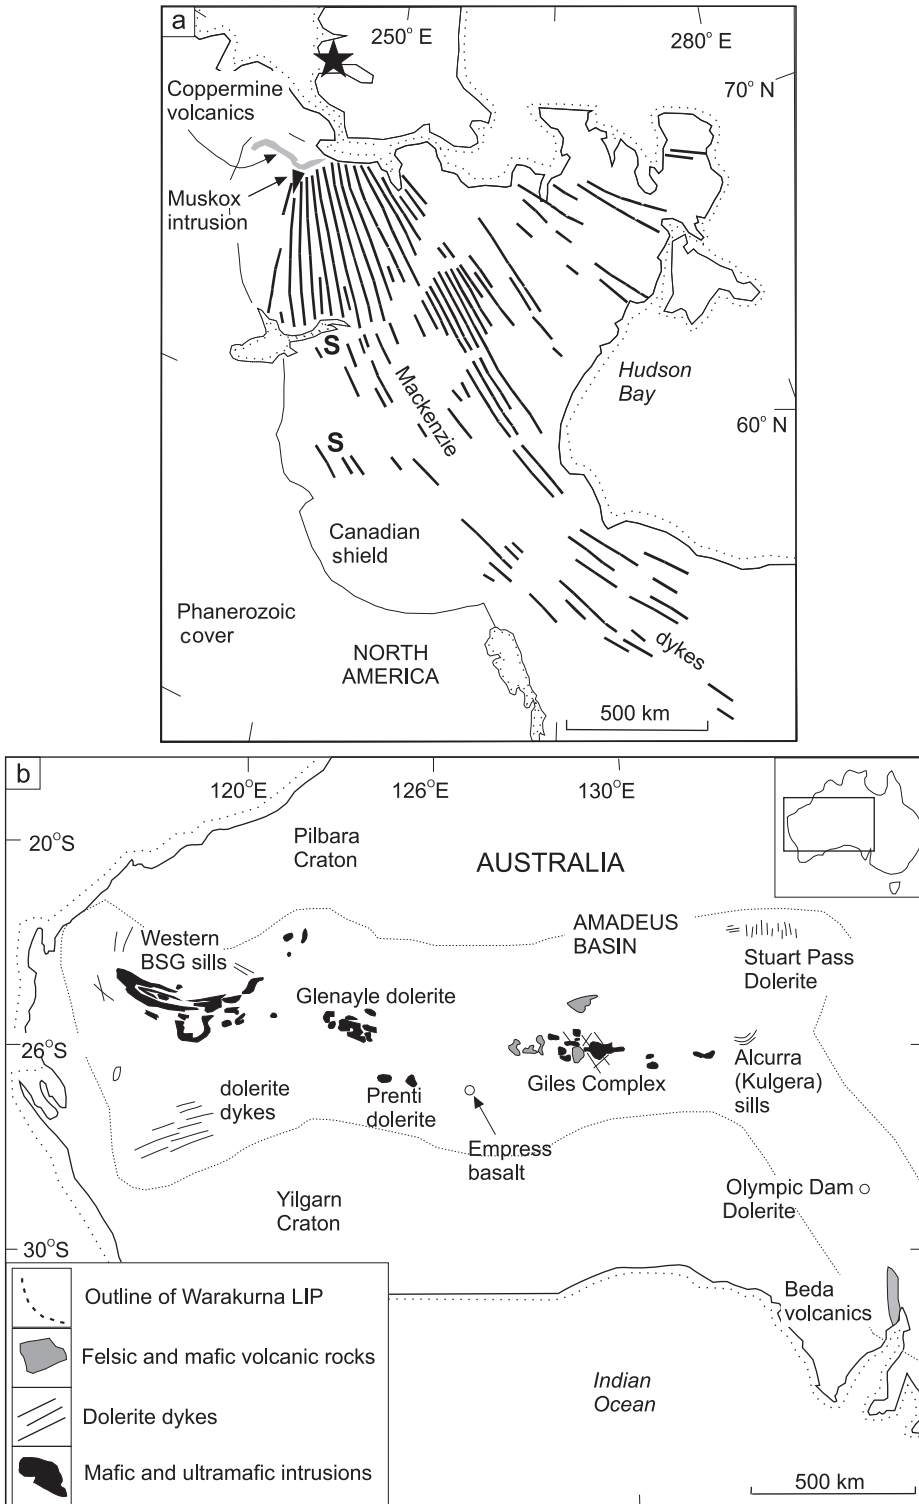 a
250° E
280° E
70° N
Coppermine
volcanics
Muskox
intrusion
S
Mackenzie
Hudson
Bay
60° N
S
Canadian
shield
Phanerozoic
cover
NORTH
AMERICA
dykes
500 km
b
120°E
126°E
130°E
20°S
Pilbara
Craton
AUSTRALIA
AMADEUS
BASIN
Western
BSG sills
Stuart Pass
Dolerite
Glenayle dolerite
26°S
dolerite
dykes
Prenti
dolerite
Giles Complex
Alcurra
(Kulgera)
sills
Empress
basalt
Yilgarn
Craton
Olympic Dam
Dolerite
30°S
Beda
volcanics
Outline of Warakurna LIP
Felsic and mafic volcanic rocks
Dolerite dykes
Mafic and ultramafic intrusions
Indian
Ocean
500 km